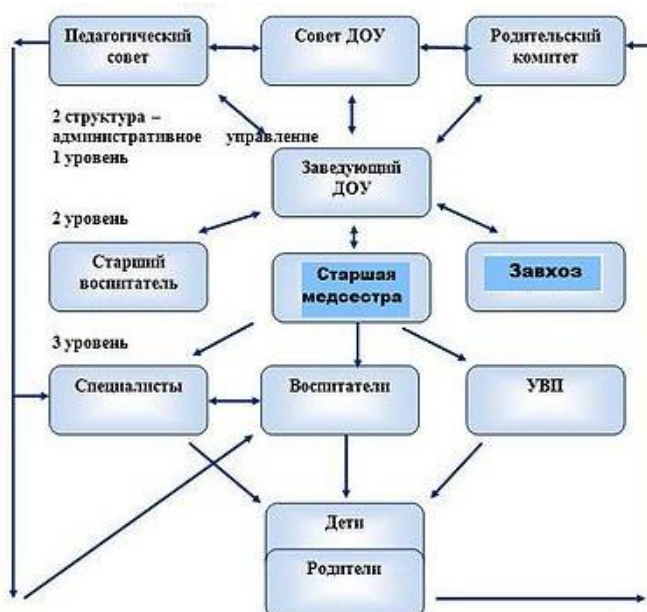 Педагогический
совет
Совет ДОУ
Родительский
комитет
2 структура –
административное управление
1 уровень
Заведующий
ДОУ
2 уровень
Старший
воспитатель
Старшая
медсестра
Завхоз
3 уровень
Специалисты
Воспитатели
УВП
Дети
Родители